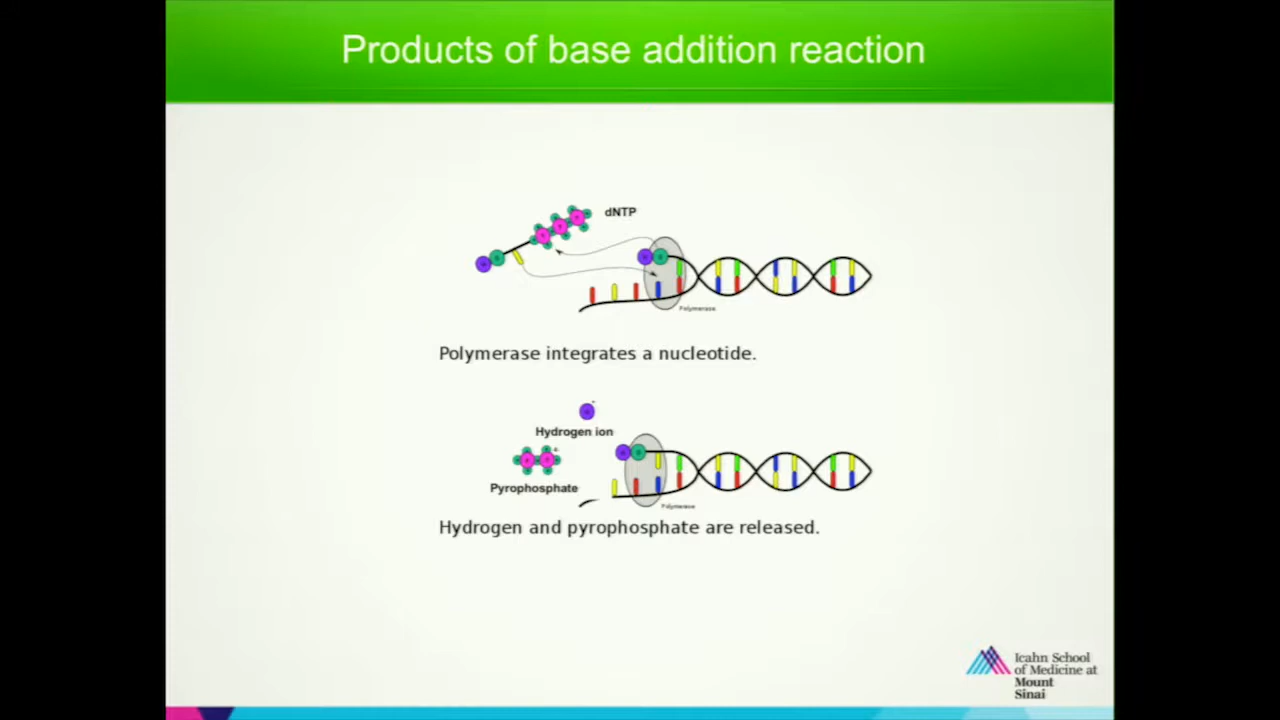 Products of base addition reaction
dNTP
Polymerase
Polymerase integrates a nucleotide.
Hydrogen ion
Pyrophosphate
Polymerase
Hydrogen and pyrophosphate are released.
Icahn School
of Medicine at
Mount
Sinai